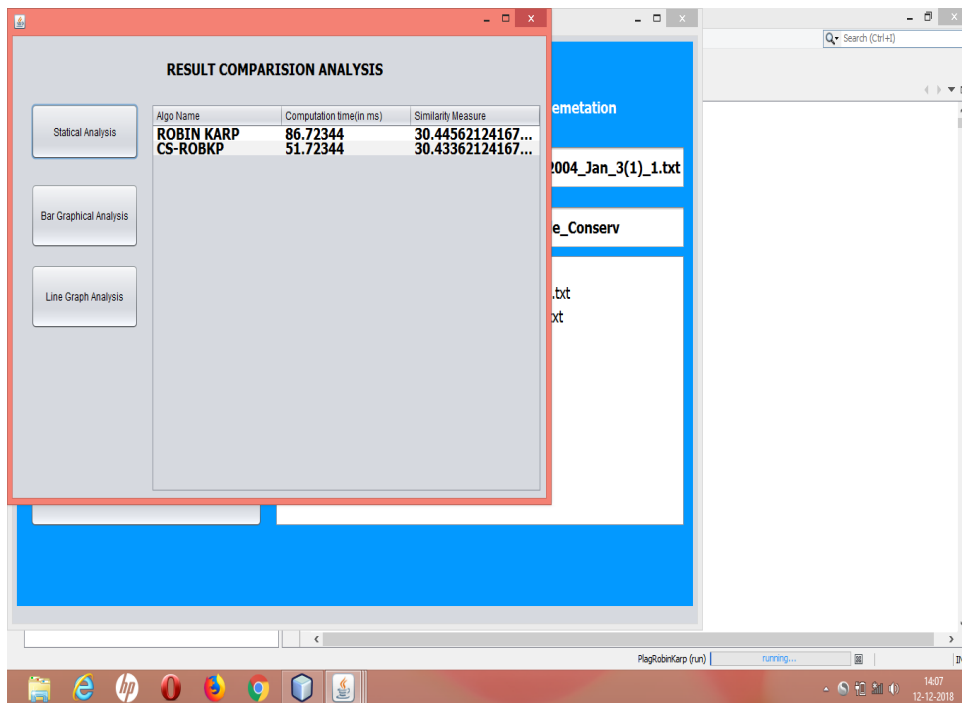 RESULT COMPARISION ANALYSIS
Statical Analysis
Bar Graphical Analysis
Line Graph Analysis
Algo Name Computation time(in ms) Similarity Measure
ROBIN KARP 86.72344 30.44562124167...
CS-ROBKP 51.72344 30.43362124167...
emetation
2004_Jan_3(1)_1.txt
e_Conserv
.txt
xt
Search (Ctrl+I)
PlagRobinKarp (run)
running...
hp
14:07
12-12-2018